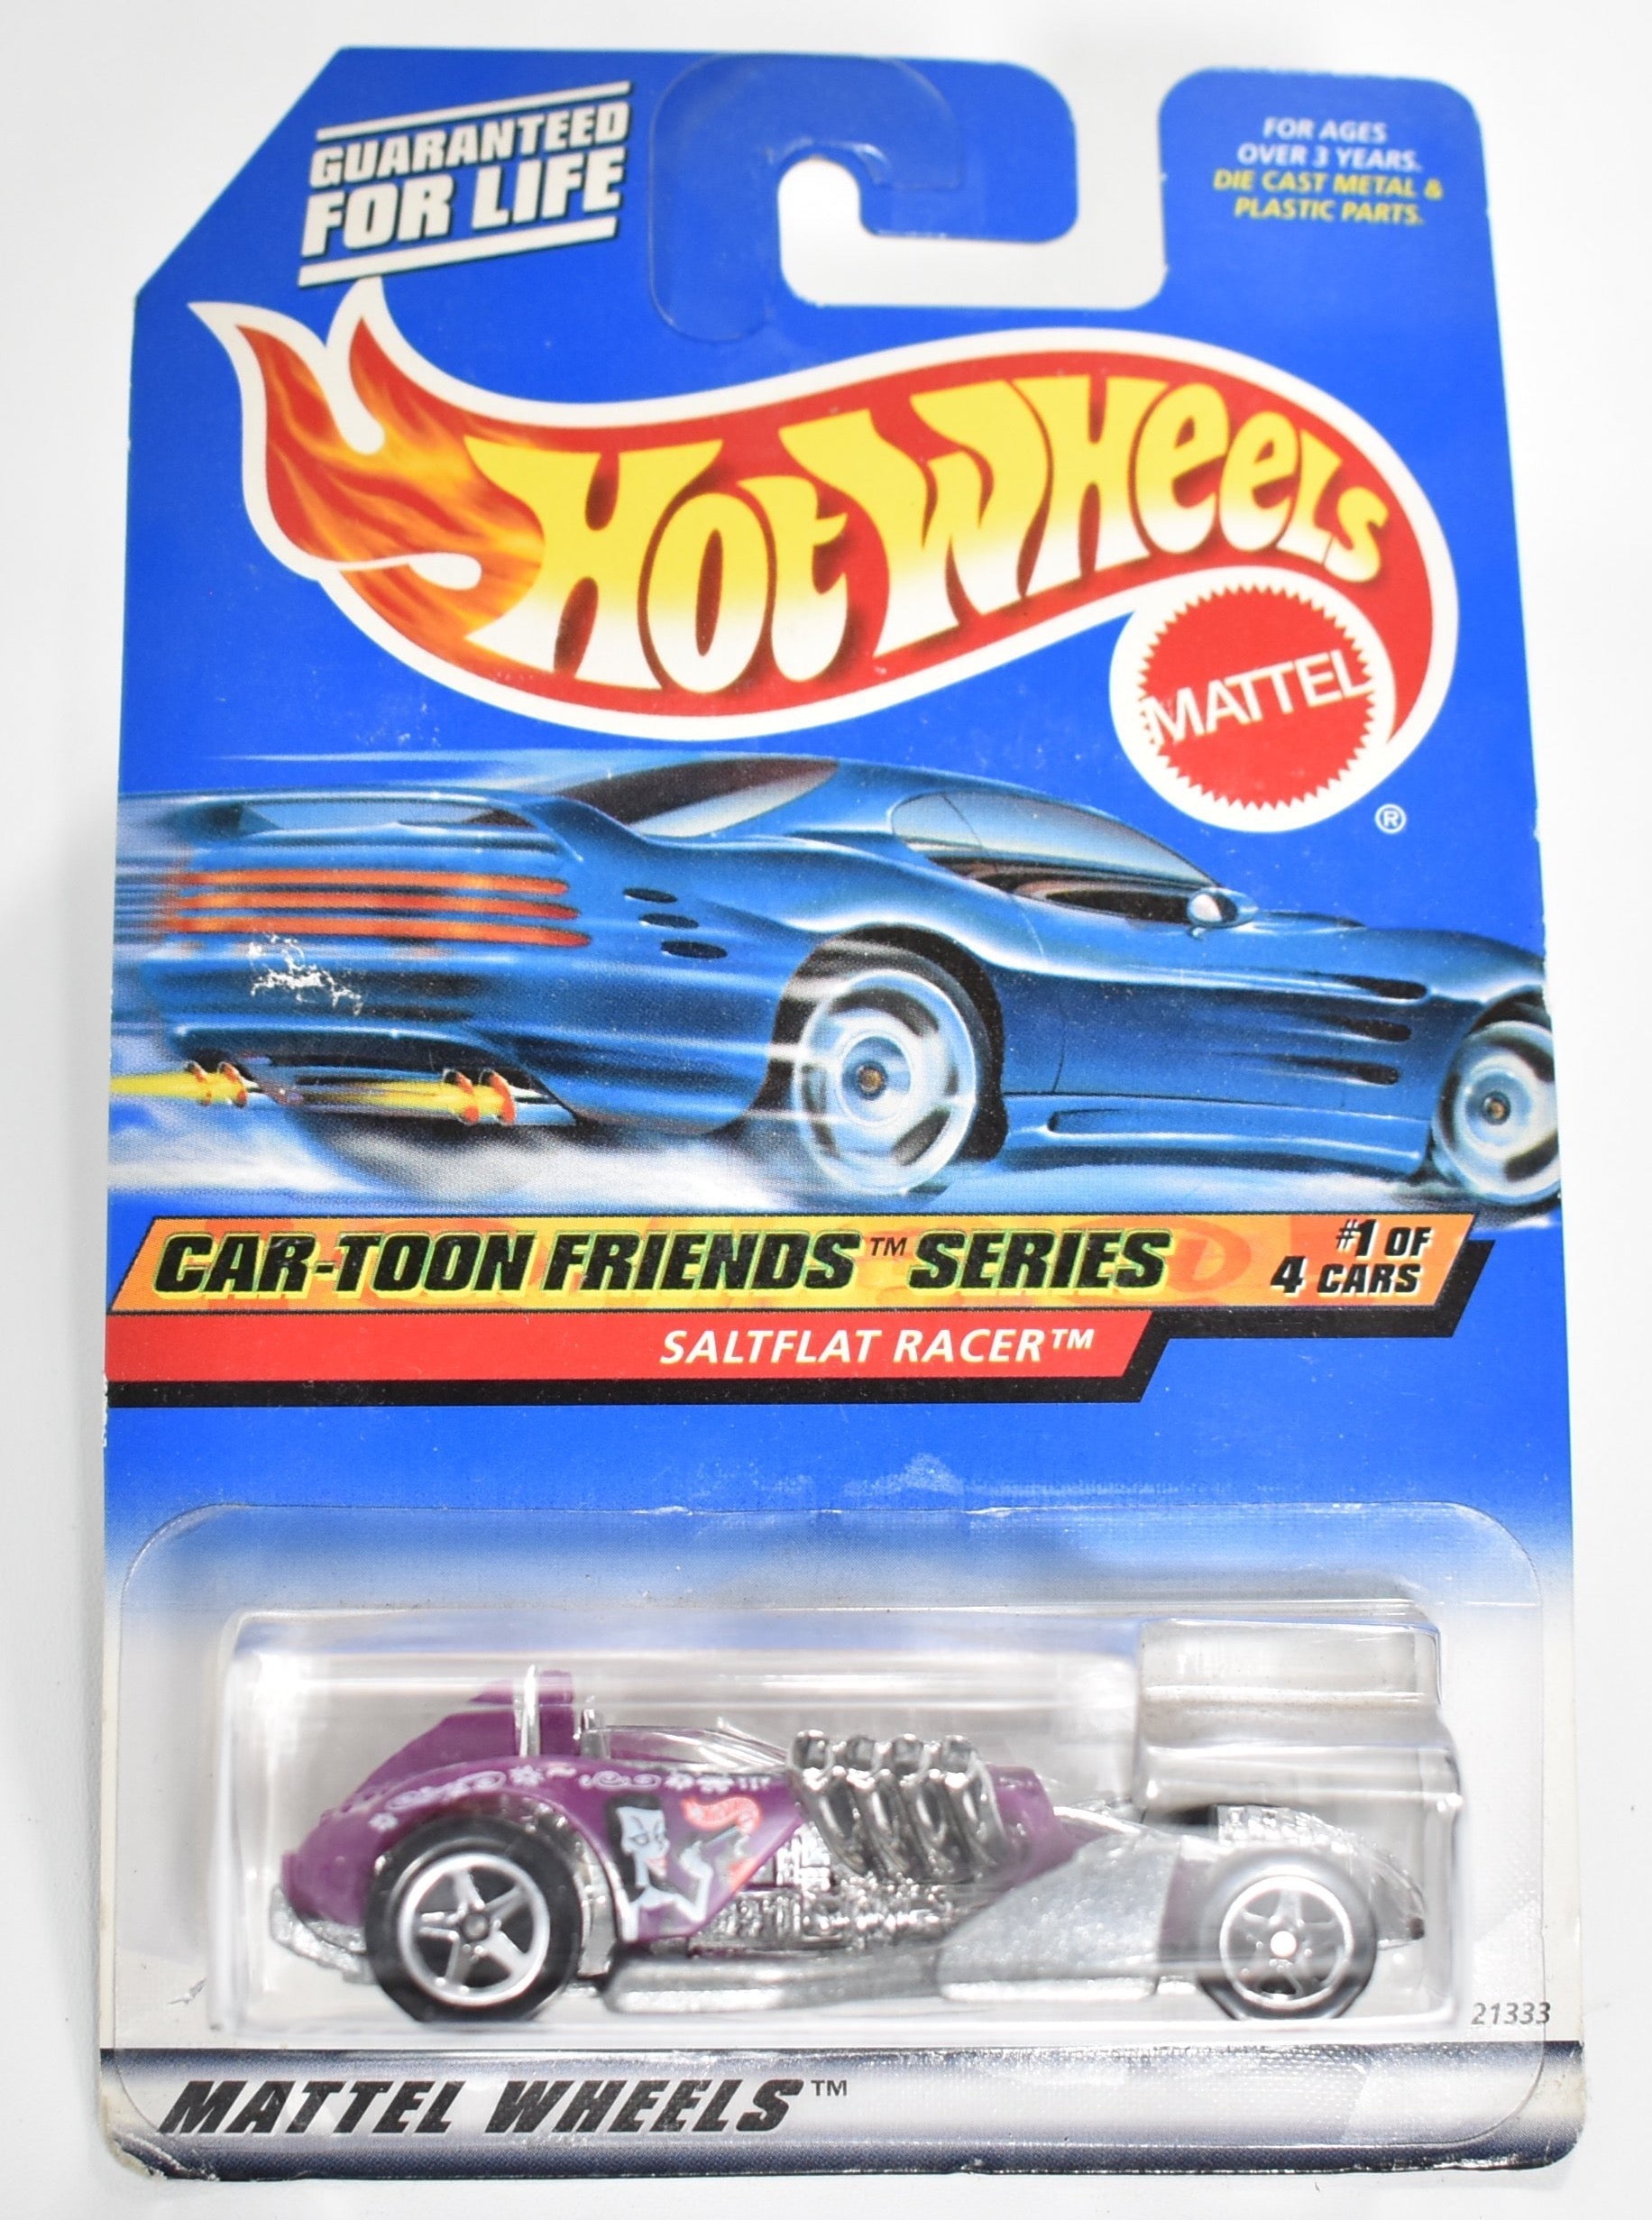 GUARANTEED
FOR LIFE
FOR AGES
OVER 3 YEARS.
DIE CAST METAL &
PLASTIC PARTS.
HOT WHEELS
MATTEL
®
CAR-TOON FRIENDS™ SERIES
#1 OF
4 CARS
SALTFLAT RACER™
21333
MATTEL WHEELS™